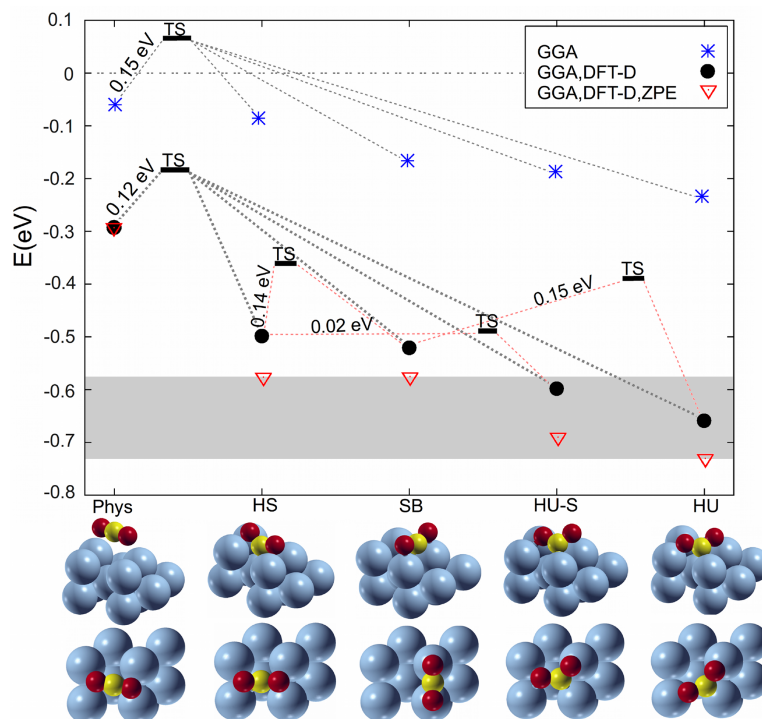 0.1
0
-0.1
-0.2
-0.3
-0.4
-0.5
-0.6
-0.7
-0.8
E(eV)
GGA
GGA,DFT-D
GGA,DFT-D,ZPE
TS
0.15 eV
TS
0.12 eV
TS
0.14 eV
0.02 eV
TS
0.15 eV
TS
Phys HS SB HU-S HU